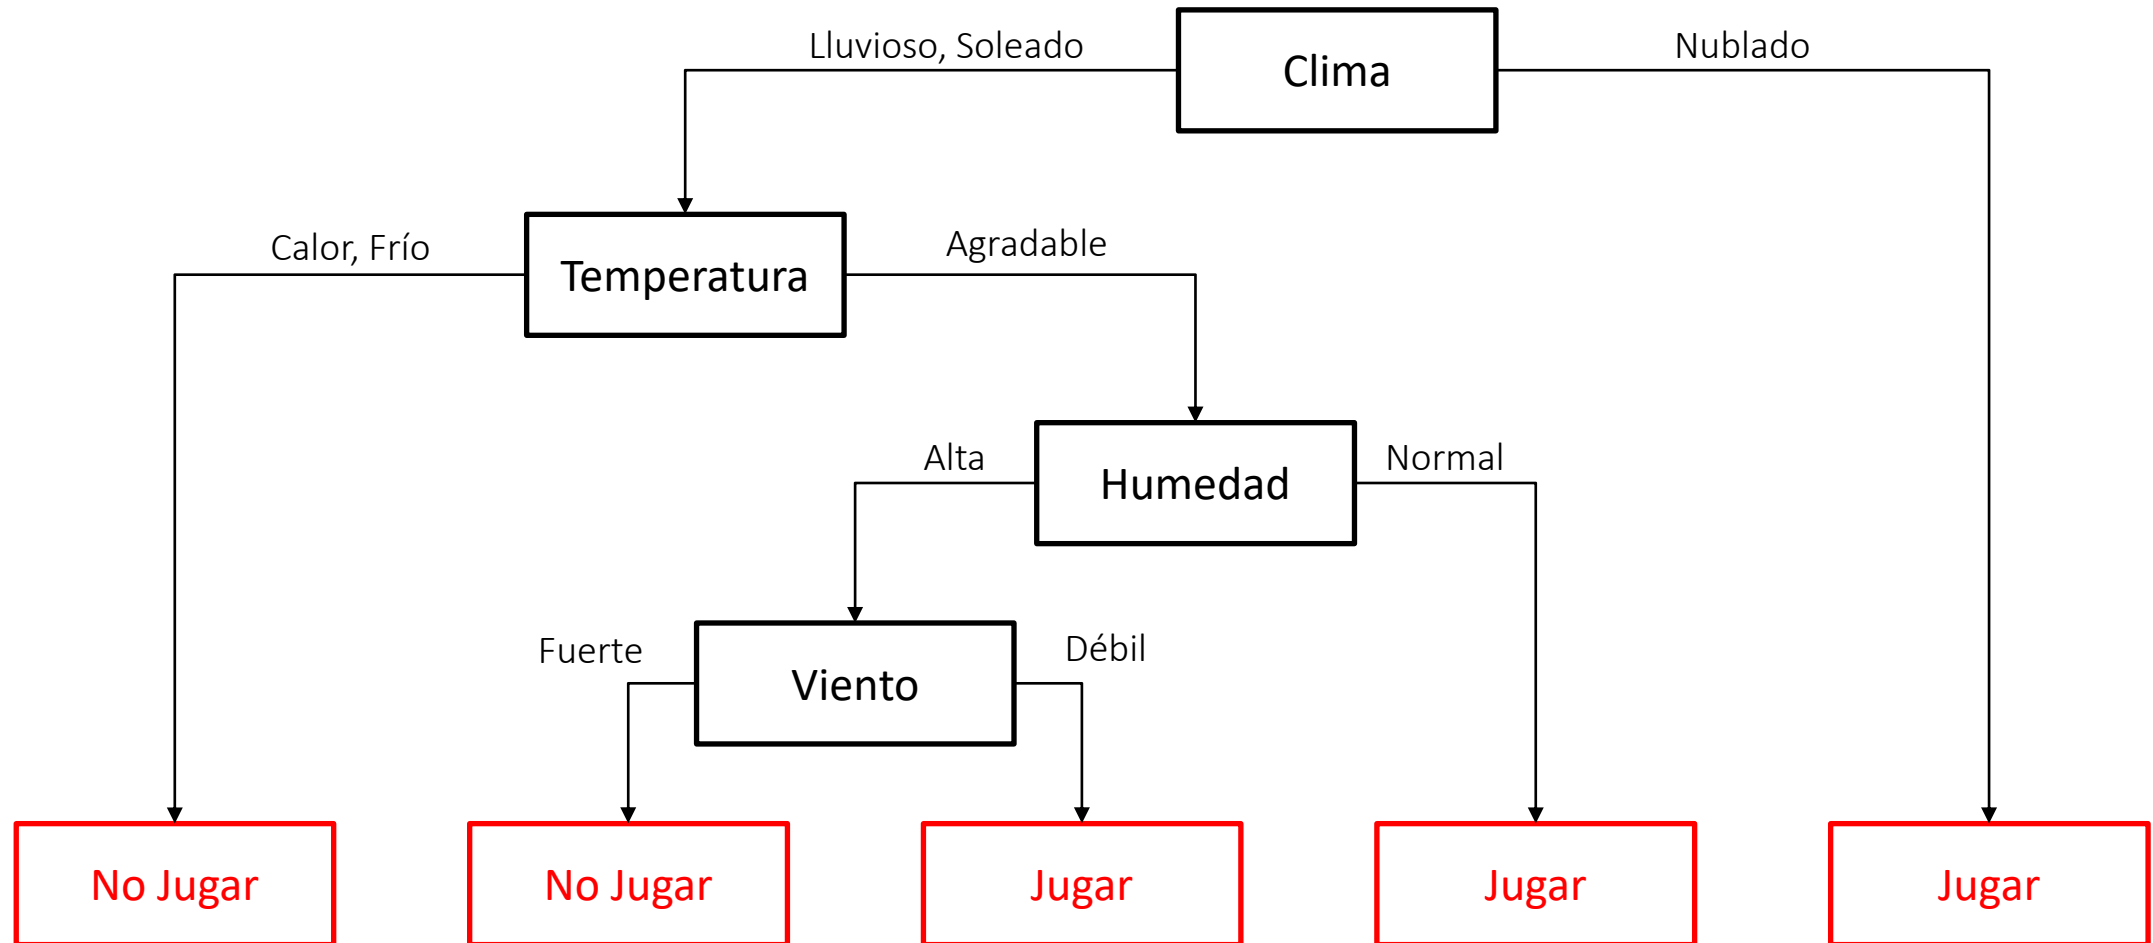 Lluvioso, Soleado
Clima
Nublado
Calor, Frío
Temperatura
Agradable
Alta
Humedad
Normal
Fuerte
Viento
Débil
No Jugar
No Jugar
Jugar
Jugar
Jugar